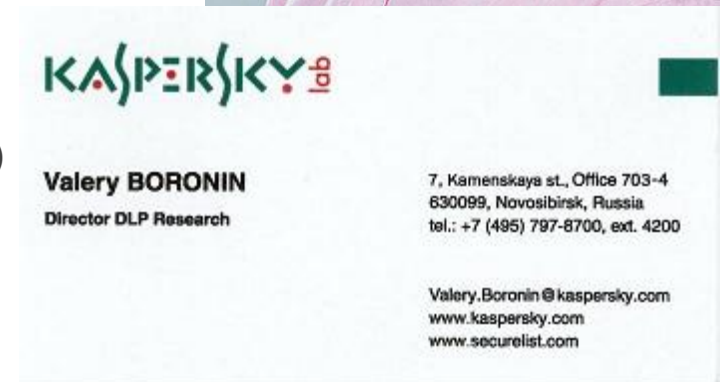 KASPERSKY lab
Valery BORONIN
Director DLP Research
7, Kamenskaya st., Office 703-4
630099, Novosibirsk, Russia
tel.: +7 (495) 797-8700, ext. 4200
Valery.Boronin@kaspersky.com
www.kaspersky.com
www.securelist.com